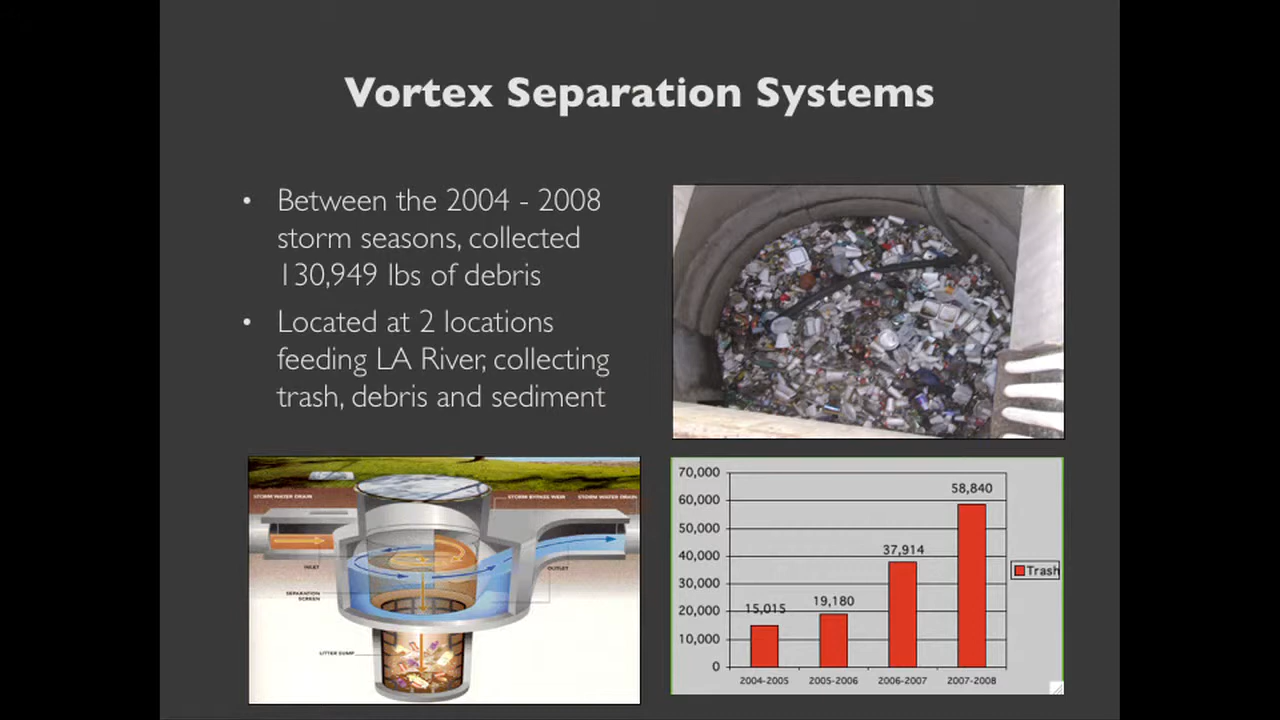 Vortex Separation Systems
• Between the 2004 - 2008
storm seasons, collected
130,949 lbs of debris
• Located at 2 locations
feeding LA River, collecting
trash, debris and sediment
STORM WATER DRAIN
STORM BYPASS WEIR
STORM WATER DRAIN
INLET
OUTLET
SEPARATION
SCREEN
LITTER SUMP
70,000
60,000
50,000
40,000
30,000
20,000
10,000
0
15,015
19,180
37,914
58,840
2004-2005
2005-2006
2006-2007
2007-2008
Trash